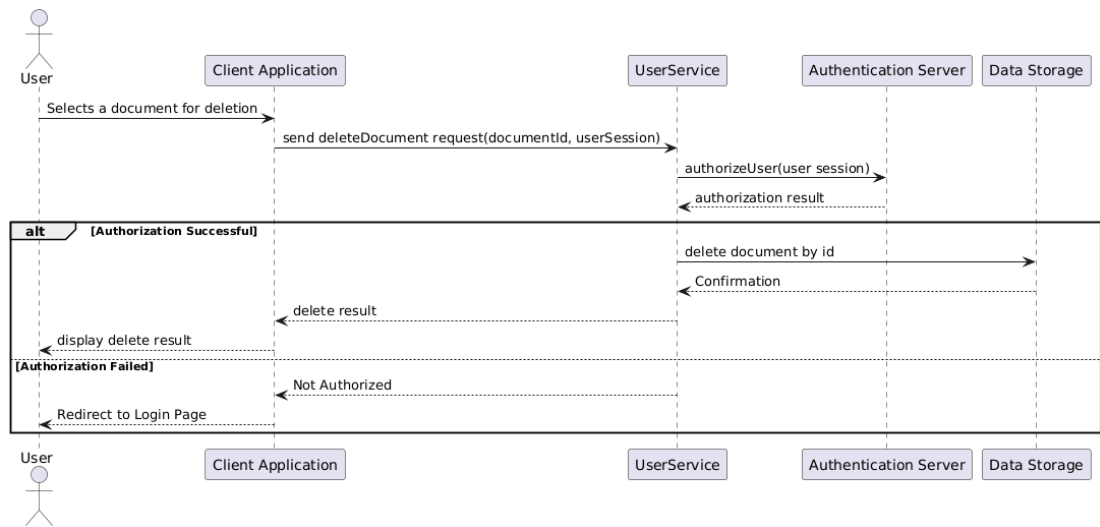 User
Client Application
UserService
Authentication Server
Data Storage
Selects a document for deletion
send deleteDocument request(documentId, userSession)
authorizeUser(user session)
authorization result
alt
[Authorization Successful]
delete document by id
Confirmation
delete result
display delete result
[Authorization Failed]
Not Authorized
Redirect to Login Page
User
Client Application
UserService
Authentication Server
Data Storage